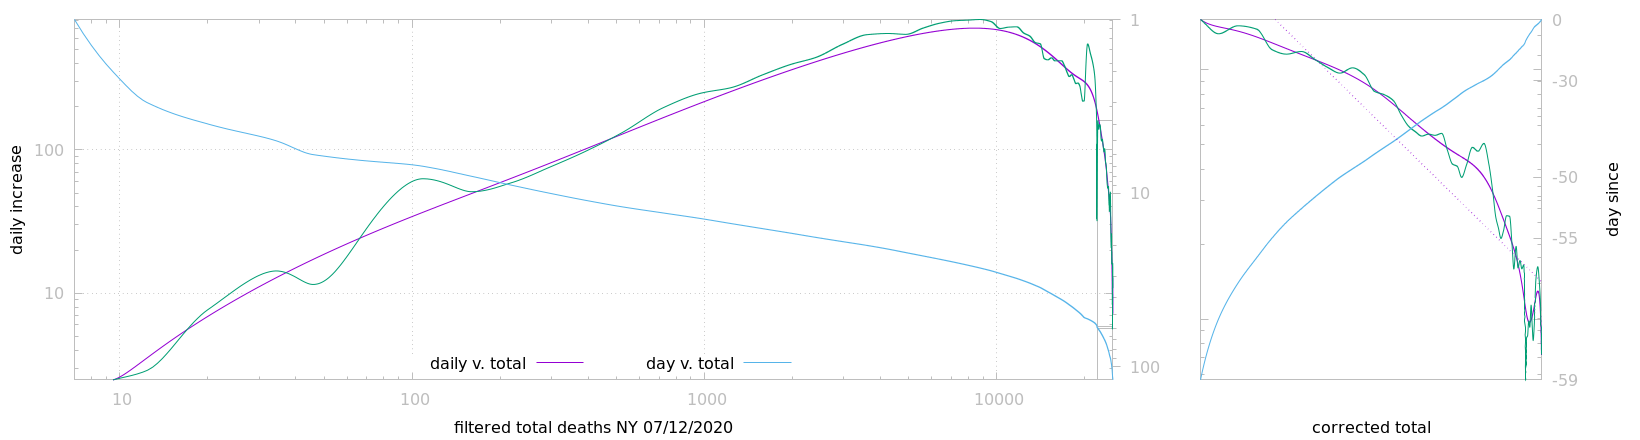 daily increase
100
10
10
100
1000
10000
daily v. total
day v. total
1
10
100
filtered total deaths NY 07/12/2020
0
-30
-50
-55
-59
day since
corrected total